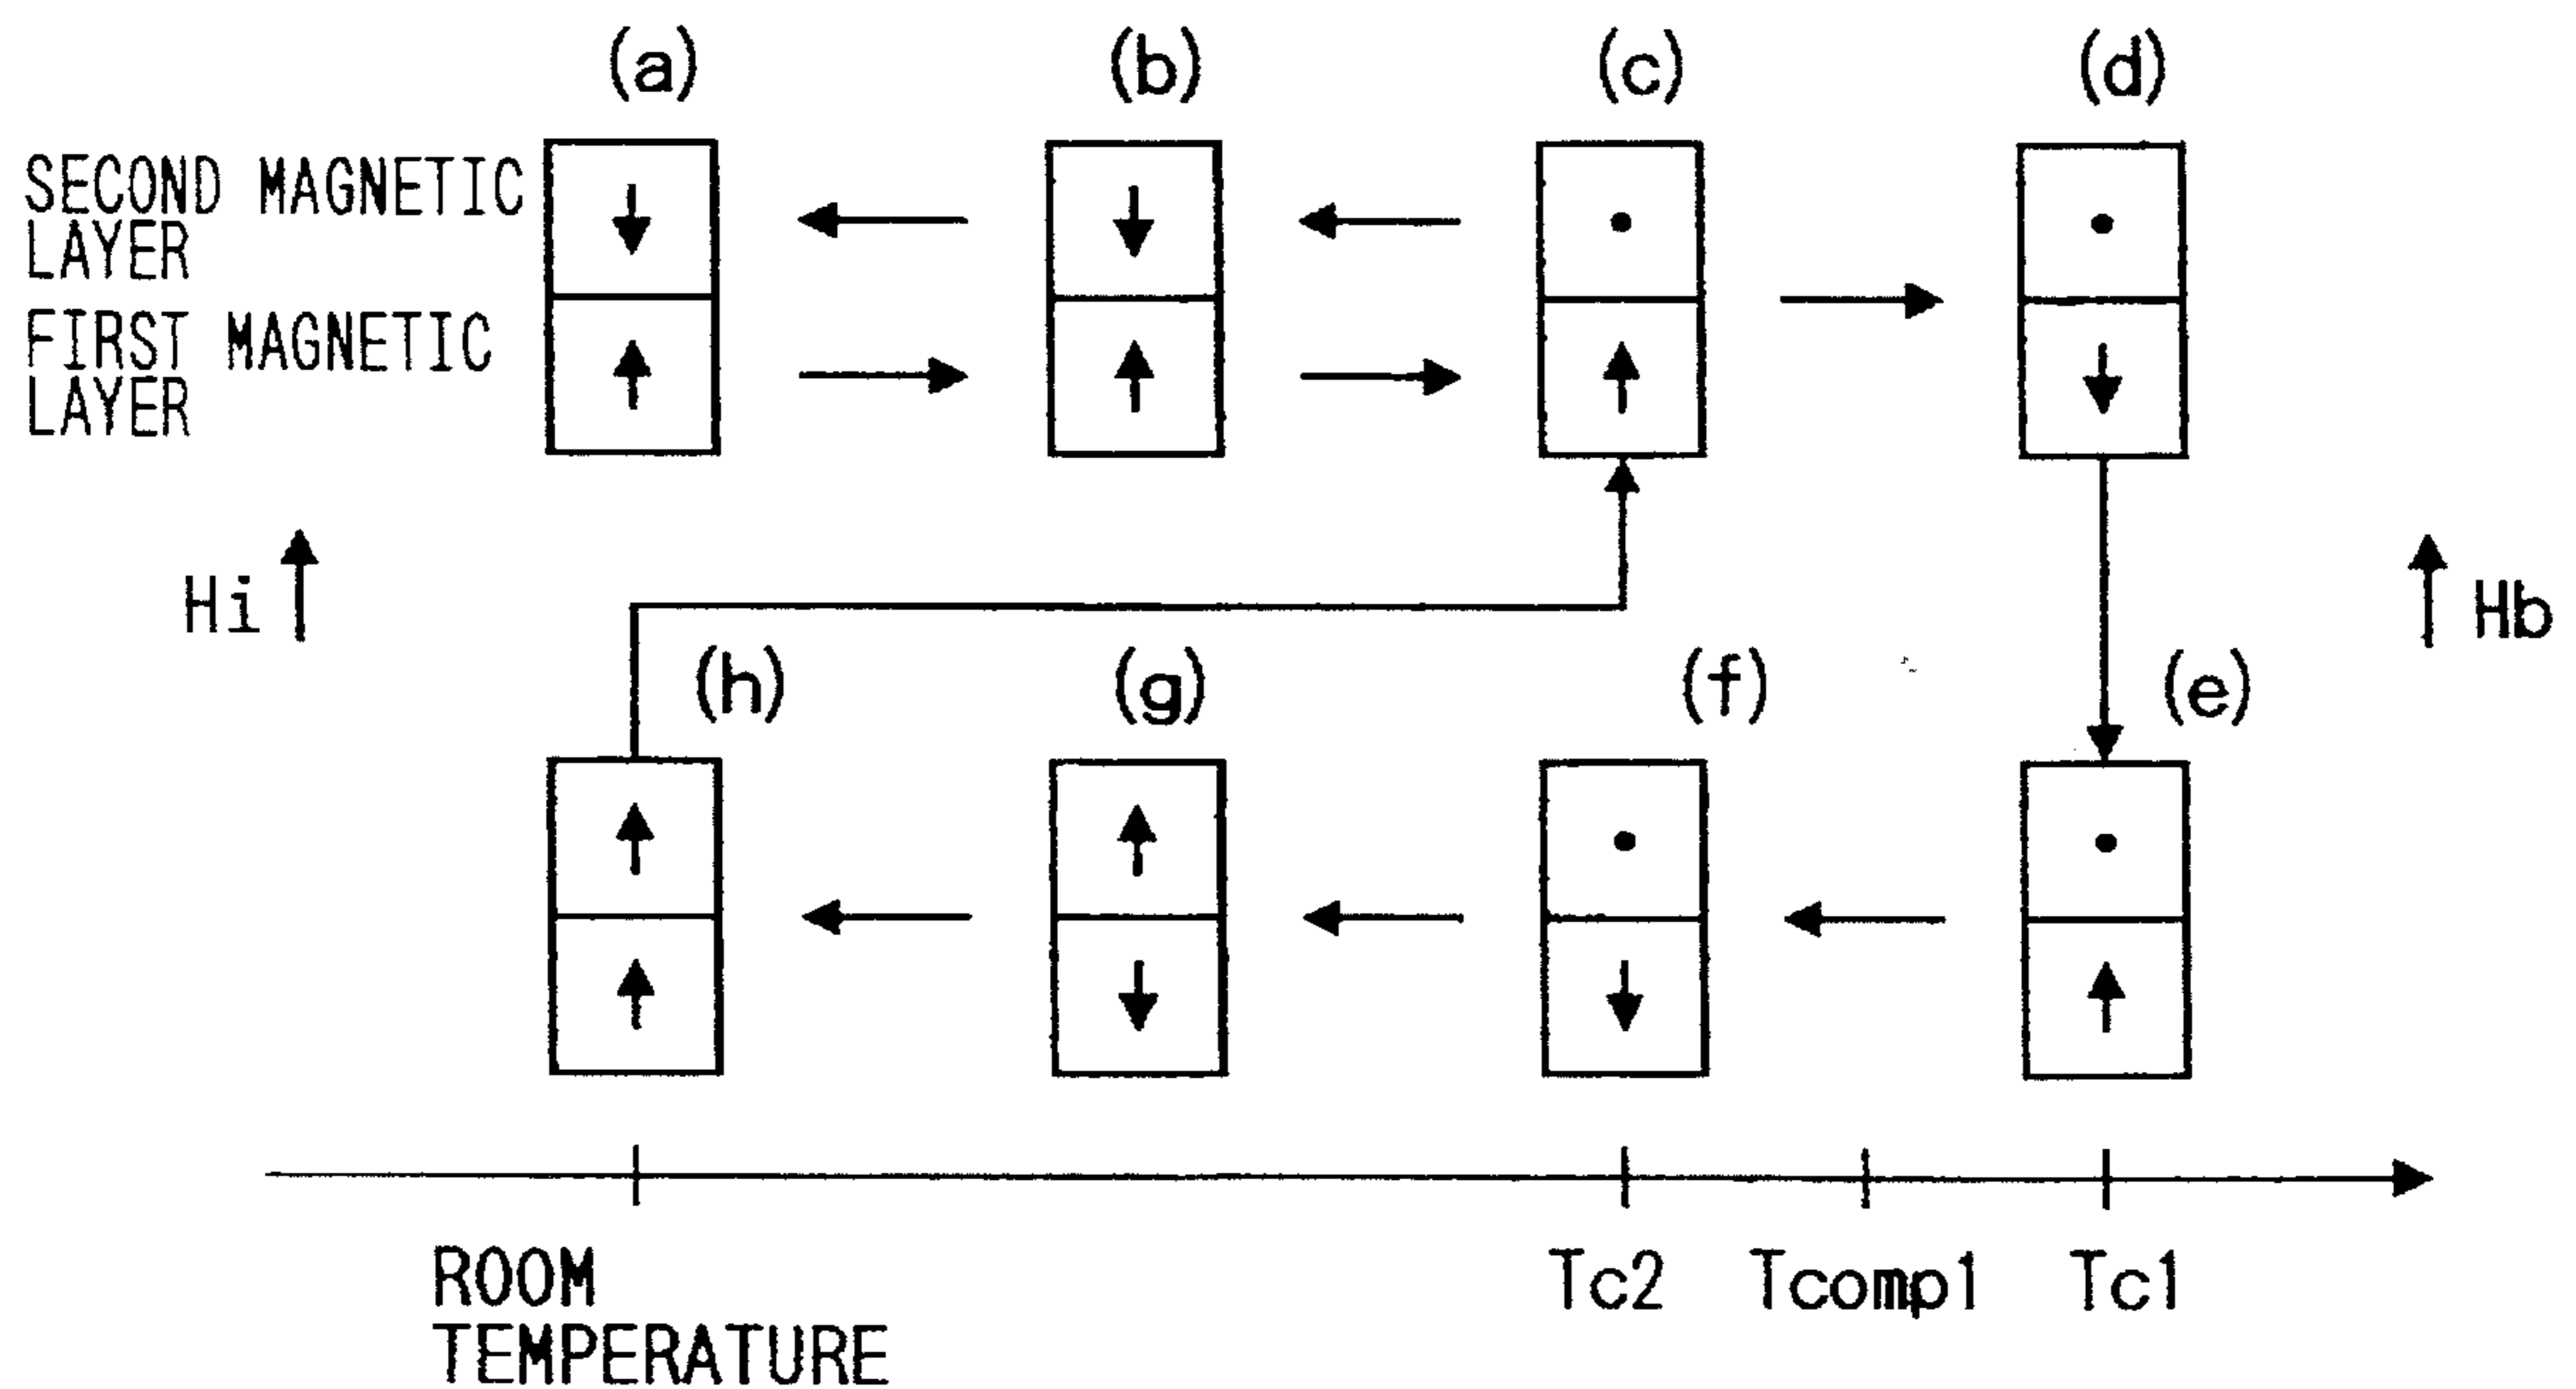 (a) (b) (c) (d)
SECOND MAGNETIC
LAYER
FIRST MAGNETIC
LAYER
Hi Hb
(h) (g) (f) (e)
Tc2 Tcomp1 Tc1
ROOM
TEMPERATURE